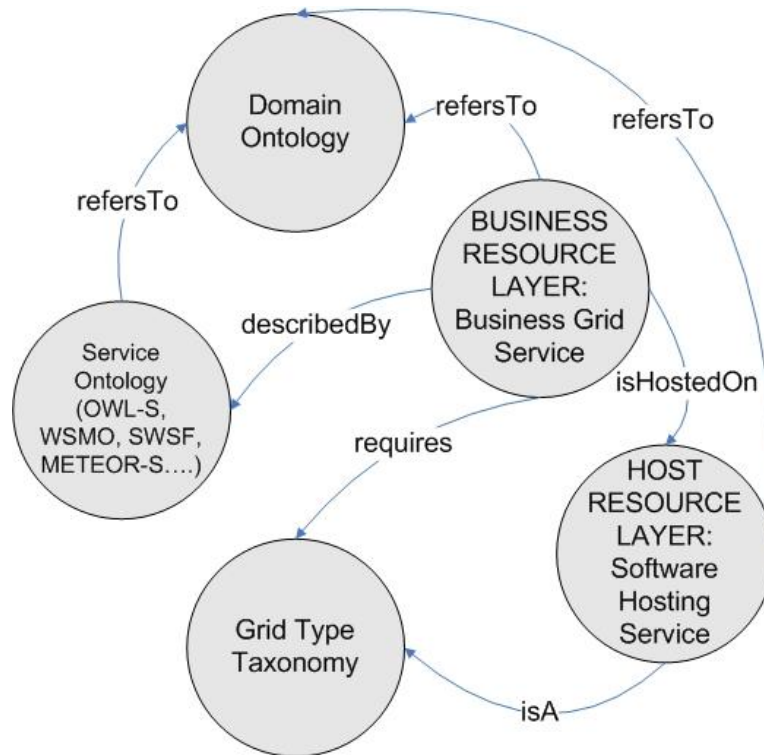 Domain
Ontology
refersTo
refersTo
refersTo
BUSINESS
RESOURCE
LAYER:
Business Grid
Service
describedBy
Service
Ontology
(OWL-S,
WSMO, SWSF,
METEOR-S....)
isHostedOn
requires
HOST
RESOURCE
LAYER:
Software
Hosting
Service
Grid Type
Taxonomy
isA